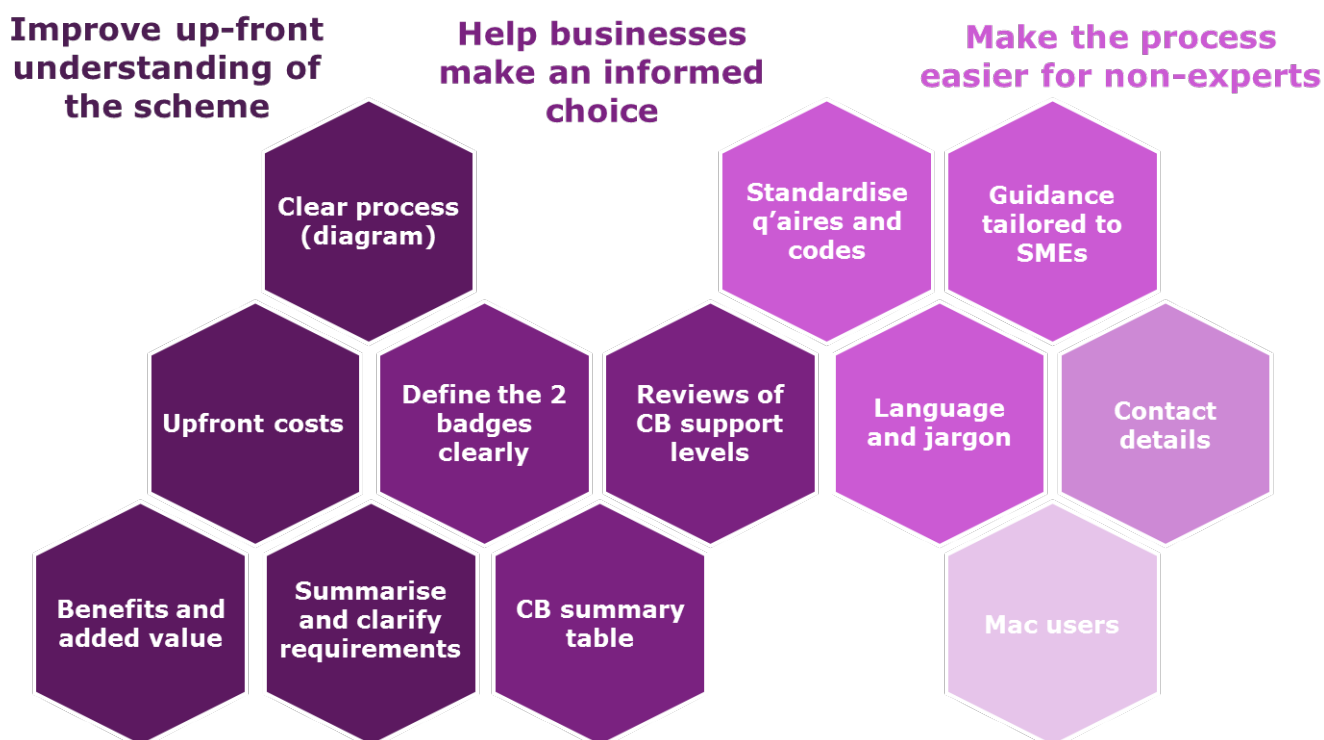 Improve up-front
understanding of
the scheme
Help businesses
make an informed
choice
Make the process
easier for non-experts
Clear process
(diagram)
Standardise
q’aires and
codes
Guidance
tailored to
SMEs
Upfront costs
Define the 2
badges
clearly
Reviews of
CB support
levels
Language
and jargon
Contact
details
Benefits and
added value
Summarise
and clarify
requirements
CB summary
table
Mac users